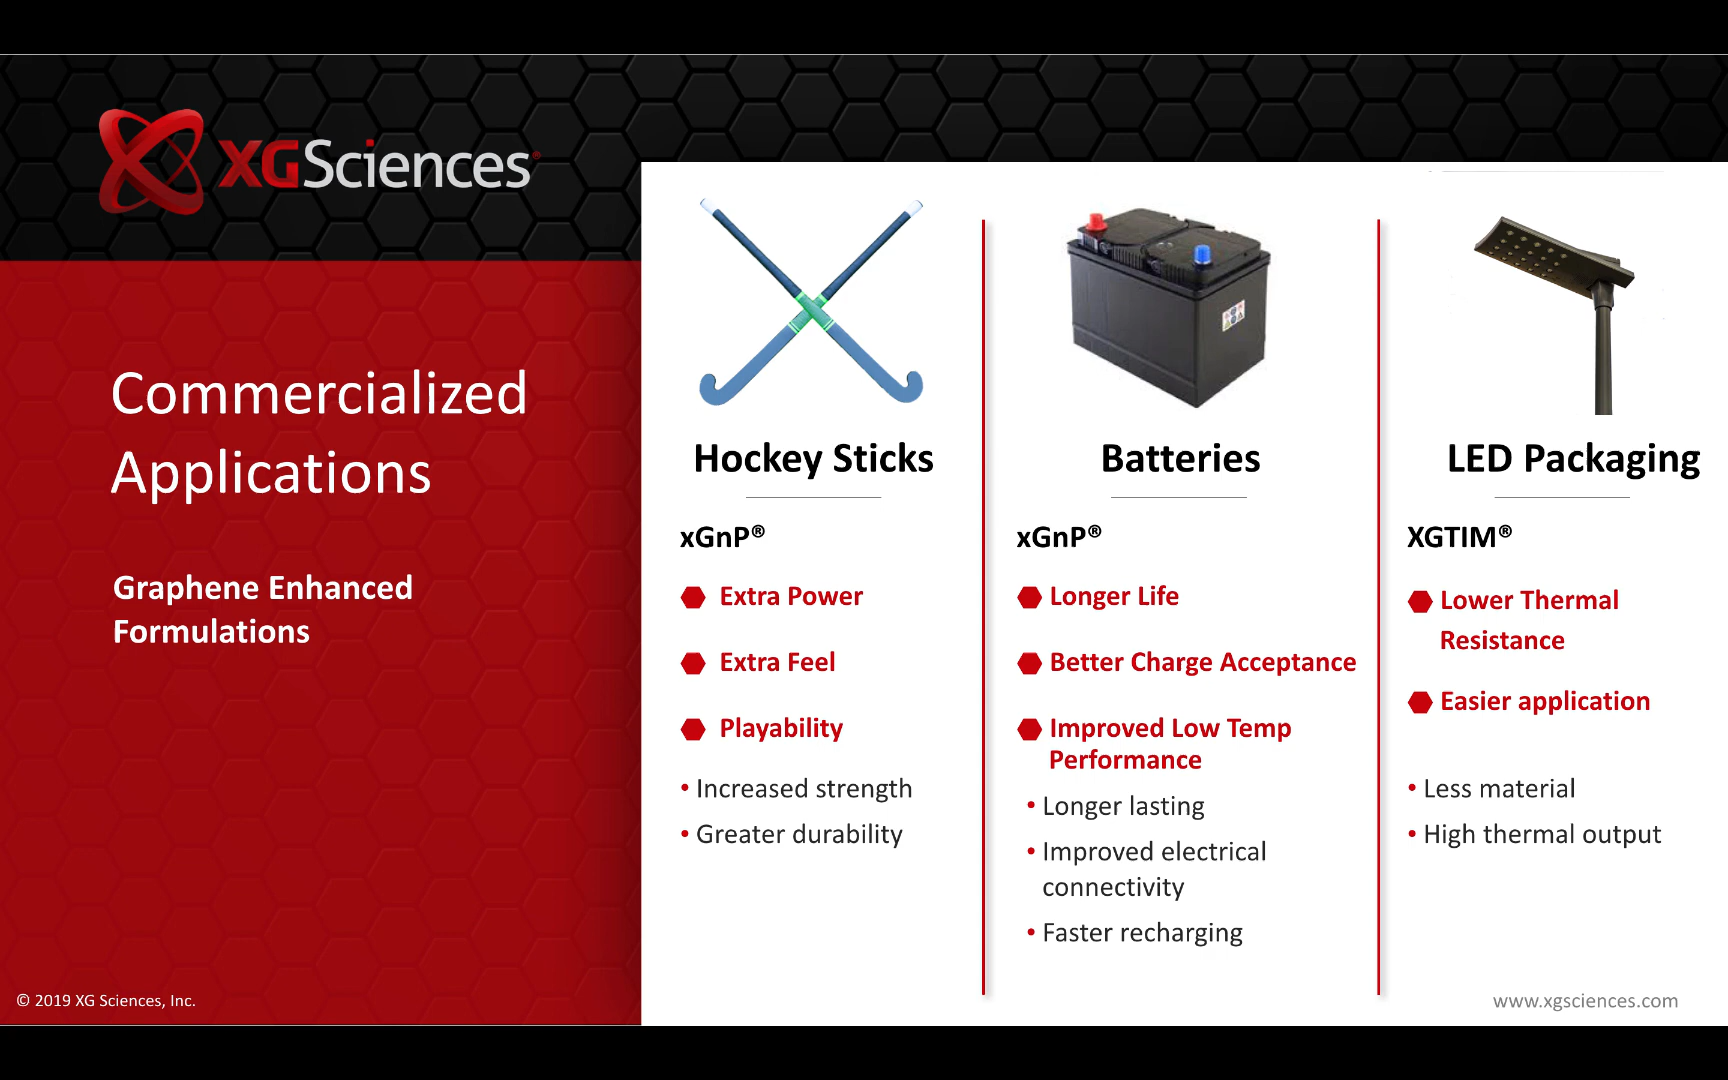 XGSciences®
Commercialized
Applications
Graphene Enhanced
Formulations
© 2019 XG Sciences, Inc.
Hockey Sticks
xGnP®
Extra Power
Extra Feel
Playability
• Increased strength
• Greater durability
Batteries
xGnP®
Longer Life
Better Charge Acceptance
Improved Low Temp
Performance
• Longer lasting
• Improved electrical
connectivity
• Faster recharging
LED Packaging
XGTIM®
Lower Thermal
Resistance
Easier application
• Less material
• High thermal output
www.xgsciences.com